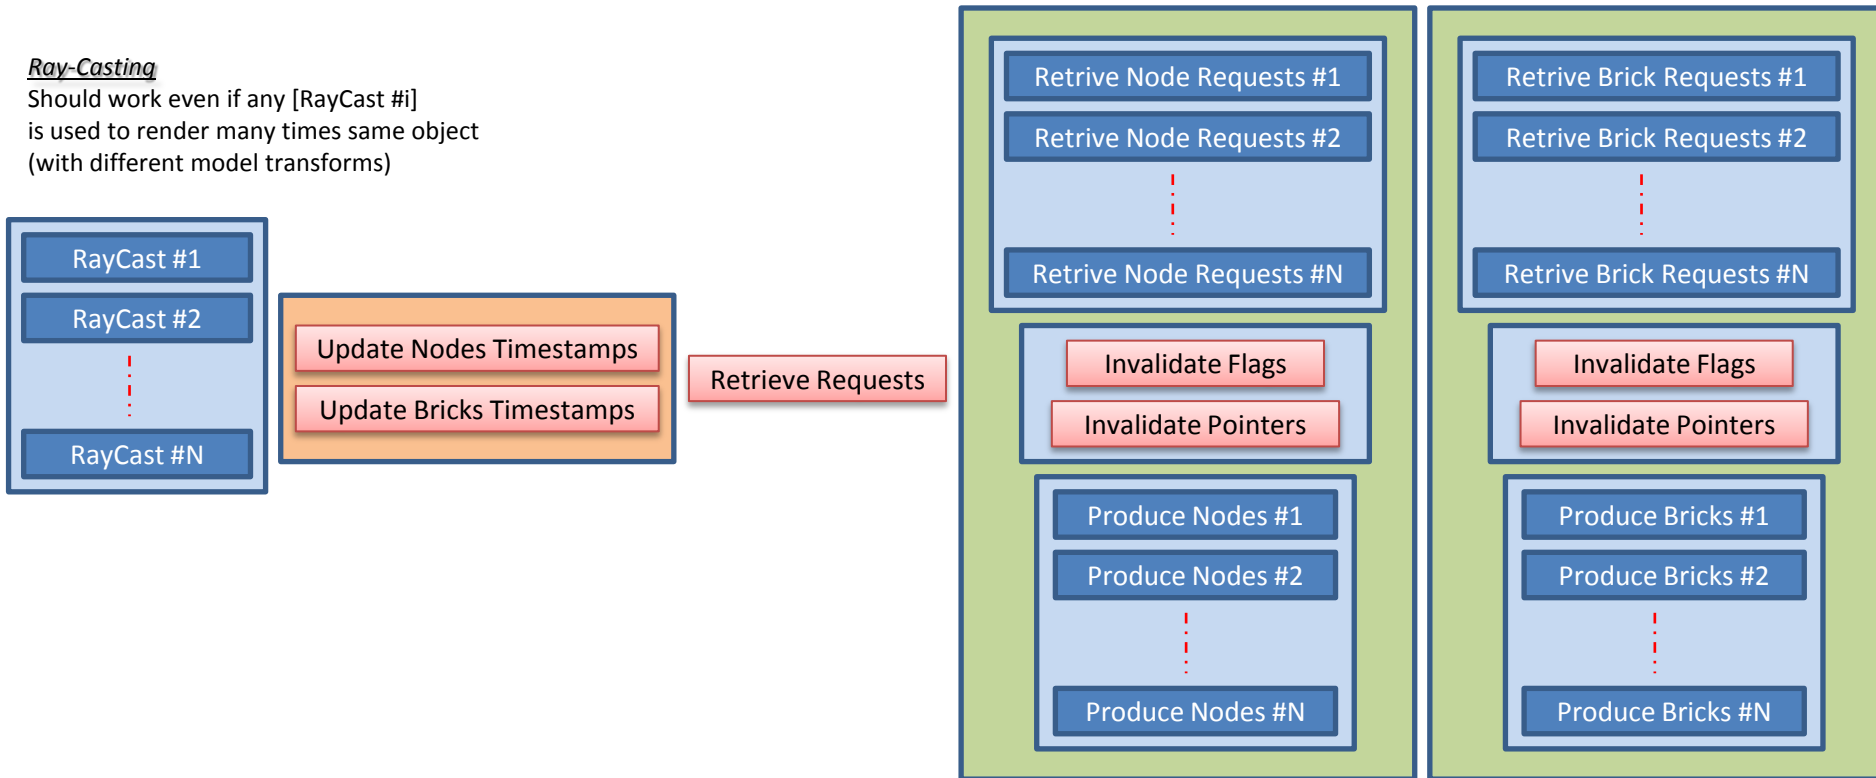 Ray-Casting
Should work even if any [RayCast #i]
is used to render many times same object
(with different model transforms)
RayCast #1
RayCast #2
RayCast #N
Update Nodes Timestamps
Update Bricks Timestamps
Retrieve Requests
Retrive Node Requests #1
Retrive Node Requests #2
Retrive Node Requests #N
Invalidate Flags
Invalidate Pointers
Produce Nodes #1
Produce Nodes #2
Produce Nodes #N
Retrive Brick Requests #1
Retrive Brick Requests #2
Retrive Brick Requests #N
Invalidate Flags
Invalidate Pointers
Produce Bricks #1
Produce Bricks #2
Produce Bricks #N